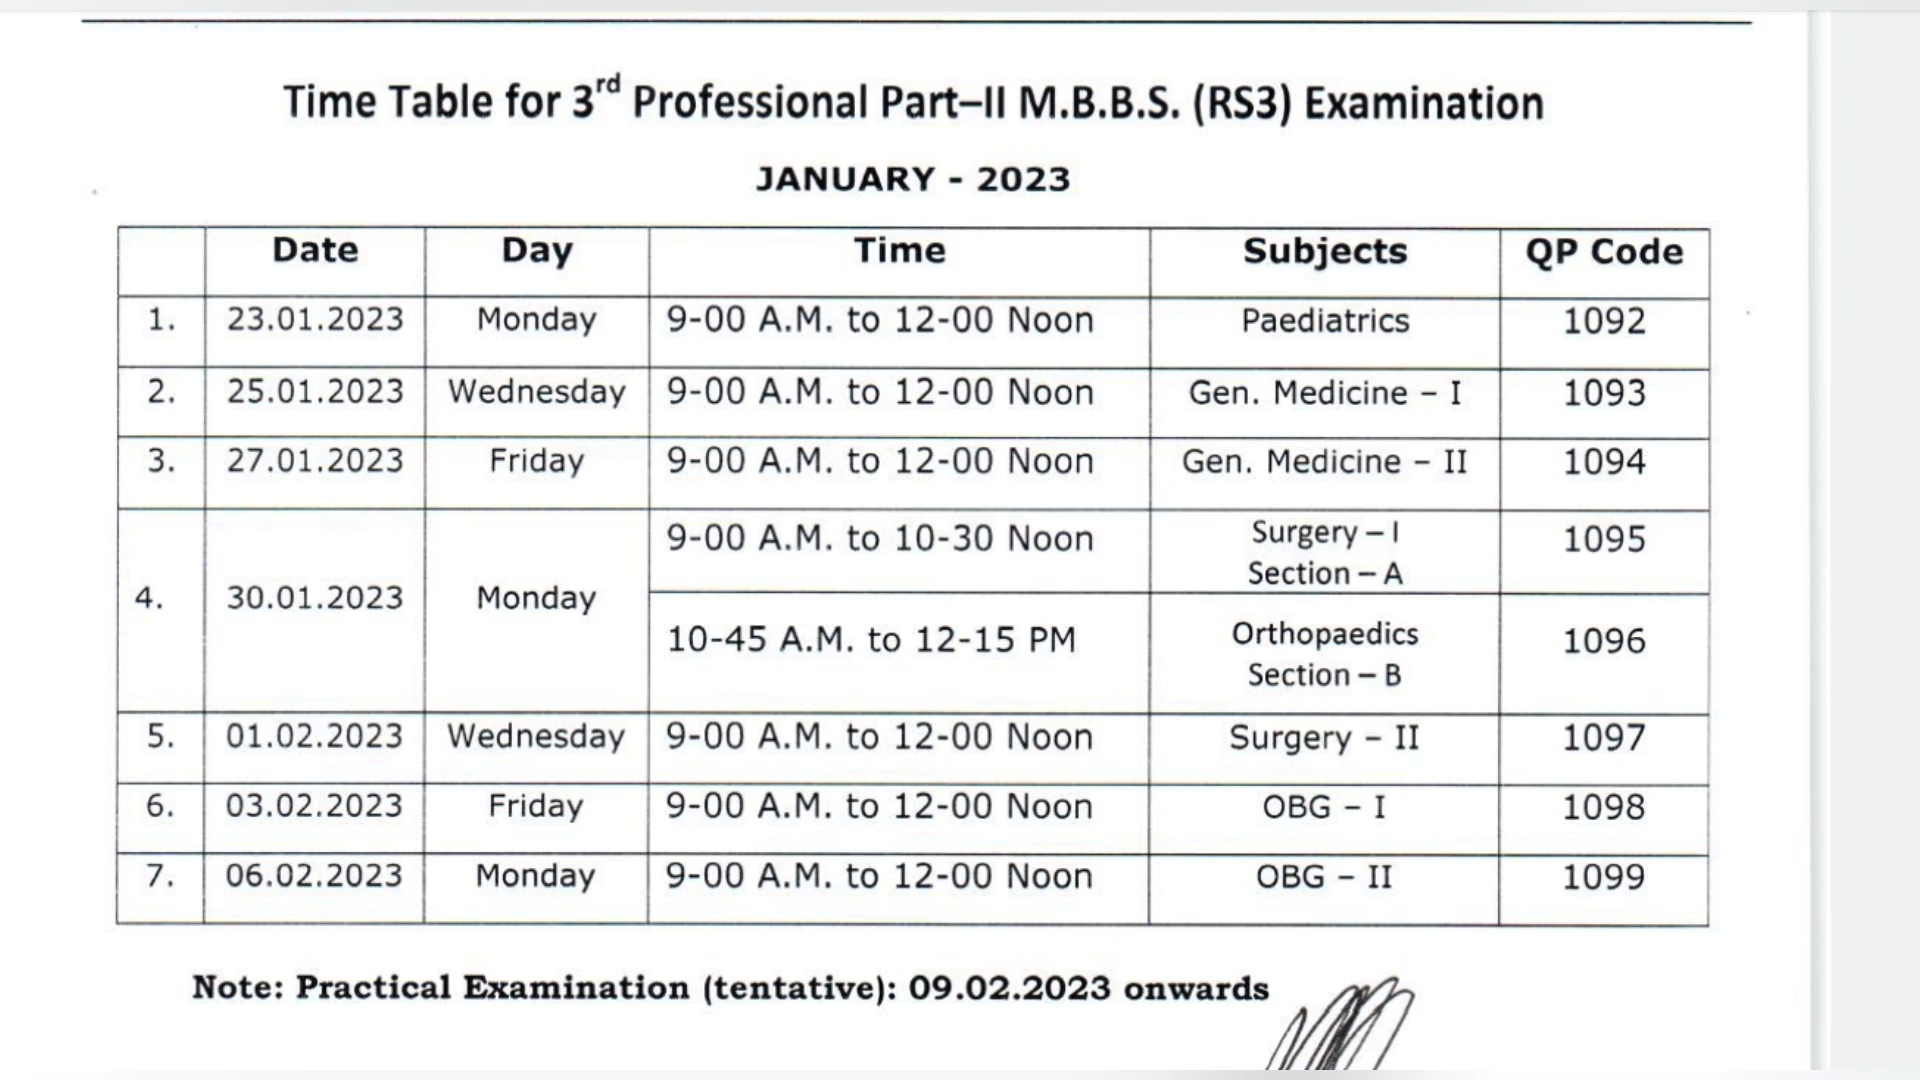 Time Table for 3rd Professional Part–II M.B.B.S. (RS3) Examination
JANUARY - 2023
Date Day Time Subjects QP Code
1. 23.01.2023 Monday 9-00 A.M. to 12-00 Noon Paediatrics 1092
2. 25.01.2023 Wednesday 9-00 A.M. to 12-00 Noon Gen. Medicine – I 1093
3. 27.01.2023 Friday 9-00 A.M. to 12-00 Noon Gen. Medicine – II 1094
4. 30.01.2023 Monday 9-00 A.M. to 10-30 Noon Surgery – I 1095
Section – A
10-45 A.M. to 12-15 PM Orthopaedics 1096
Section – B
5. 01.02.2023 Wednesday 9-00 A.M. to 12-00 Noon Surgery – II 1097
6. 03.02.2023 Friday 9-00 A.M. to 12-00 Noon OBG – I 1098
7. 06.02.2023 Monday 9-00 A.M. to 12-00 Noon OBG – II 1099
Note: Practical Examination (tentative): 09.02.2023 onwards